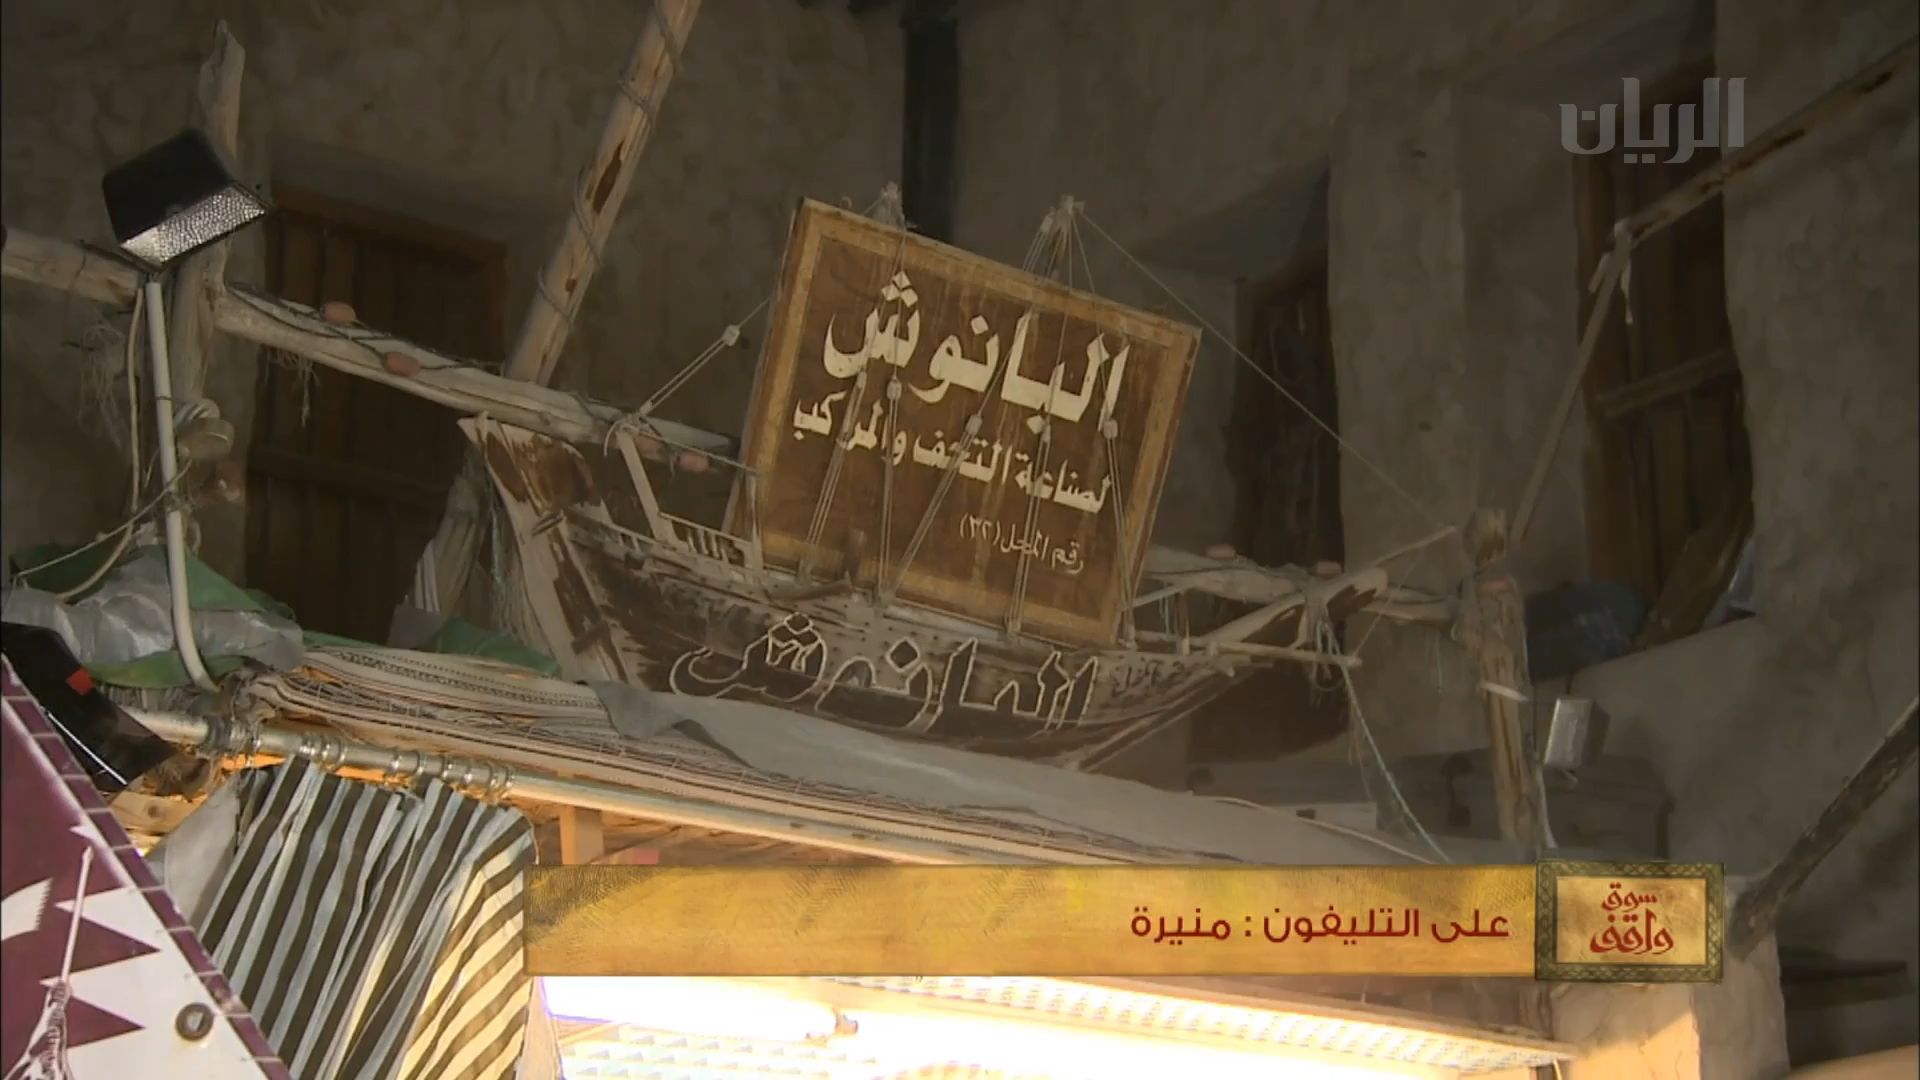 الريان
البانوش
لصناعة التحف والمراكب
رقم المحل (٣٢)
البانوش
على التليفون : منيرة
سوق
واقف